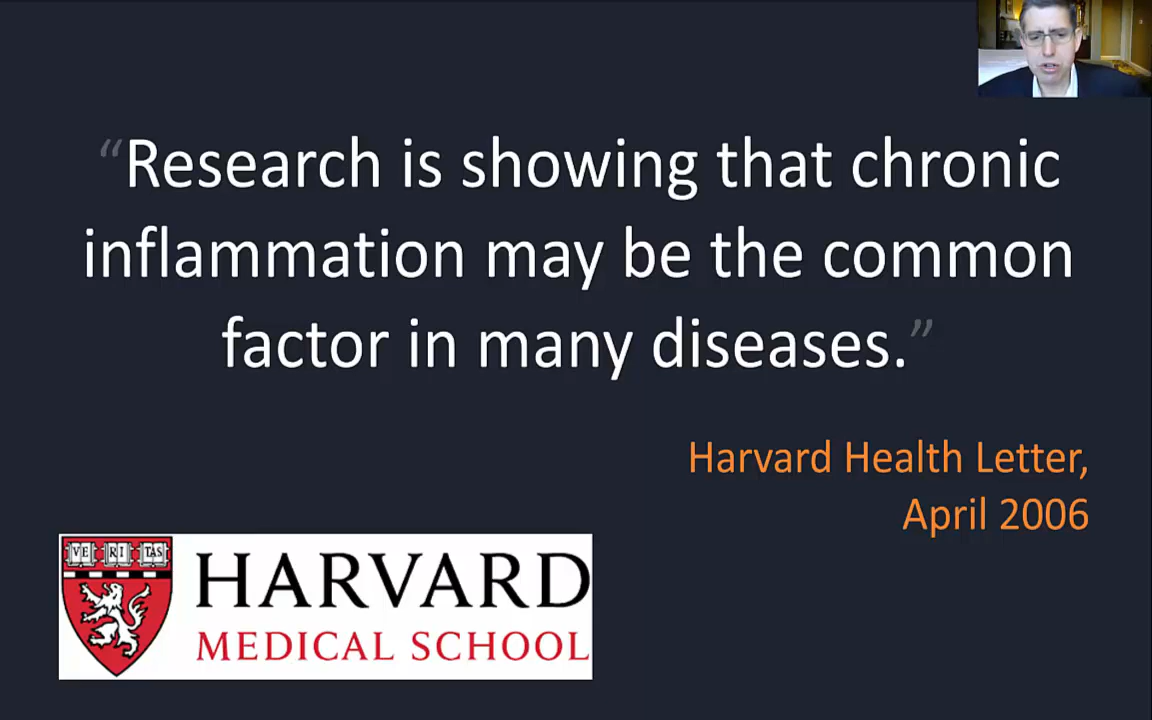 “Research is showing that chronic
inflammation may be the common
factor in many diseases.”
Harvard Health Letter,
April 2006
VE RI TAS
HARVARD
MEDICAL SCHOOL